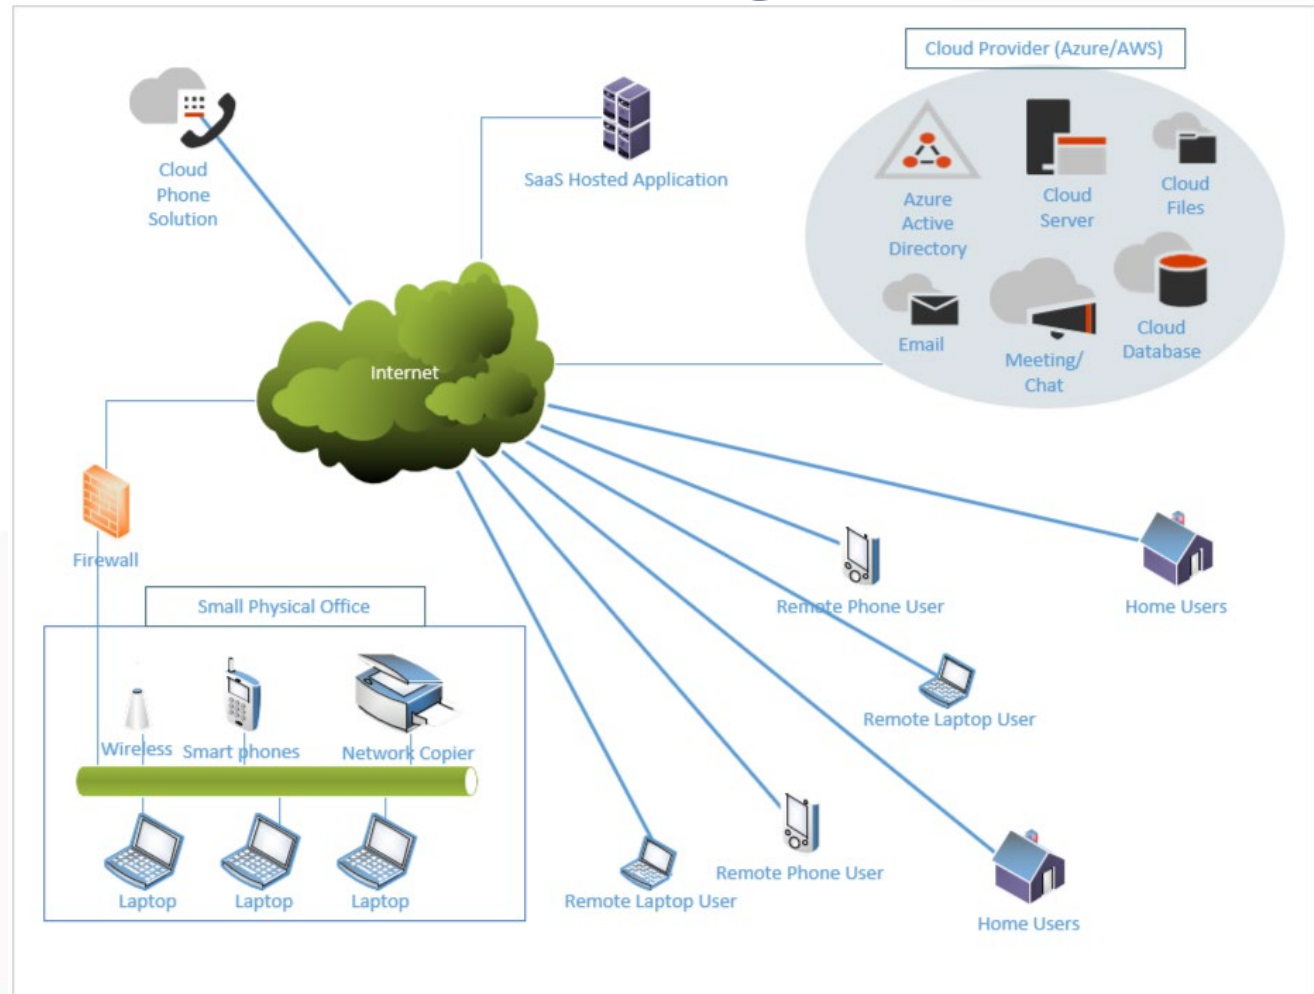 Cloud Provider (Azure/AWS)
Cloud
Phone
Solution
SaaS Hosted Application
Azure
Active
Directory
Cloud
Server
Cloud
Files
Email
Meeting/
Chat
Cloud
Database
Internet
Firewall
Remote Phone User
Home Users
Small Physical Office
Wireless
Smart phones
Network Copier
Remote Laptop User
Laptop
Laptop
Laptop
Remote Laptop User
Remote Phone User
Home Users